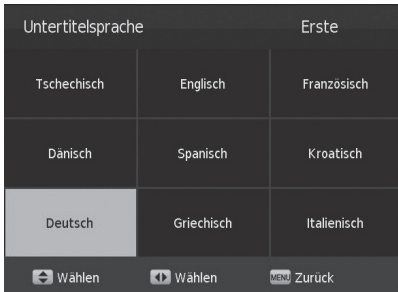 Untertitelsprache Erste
Tschechisch Englisch Französisch
Dänisch Spanisch Kroatisch
Deutsch Griechisch Italienisch
Wählen Wählen MENU Zurück